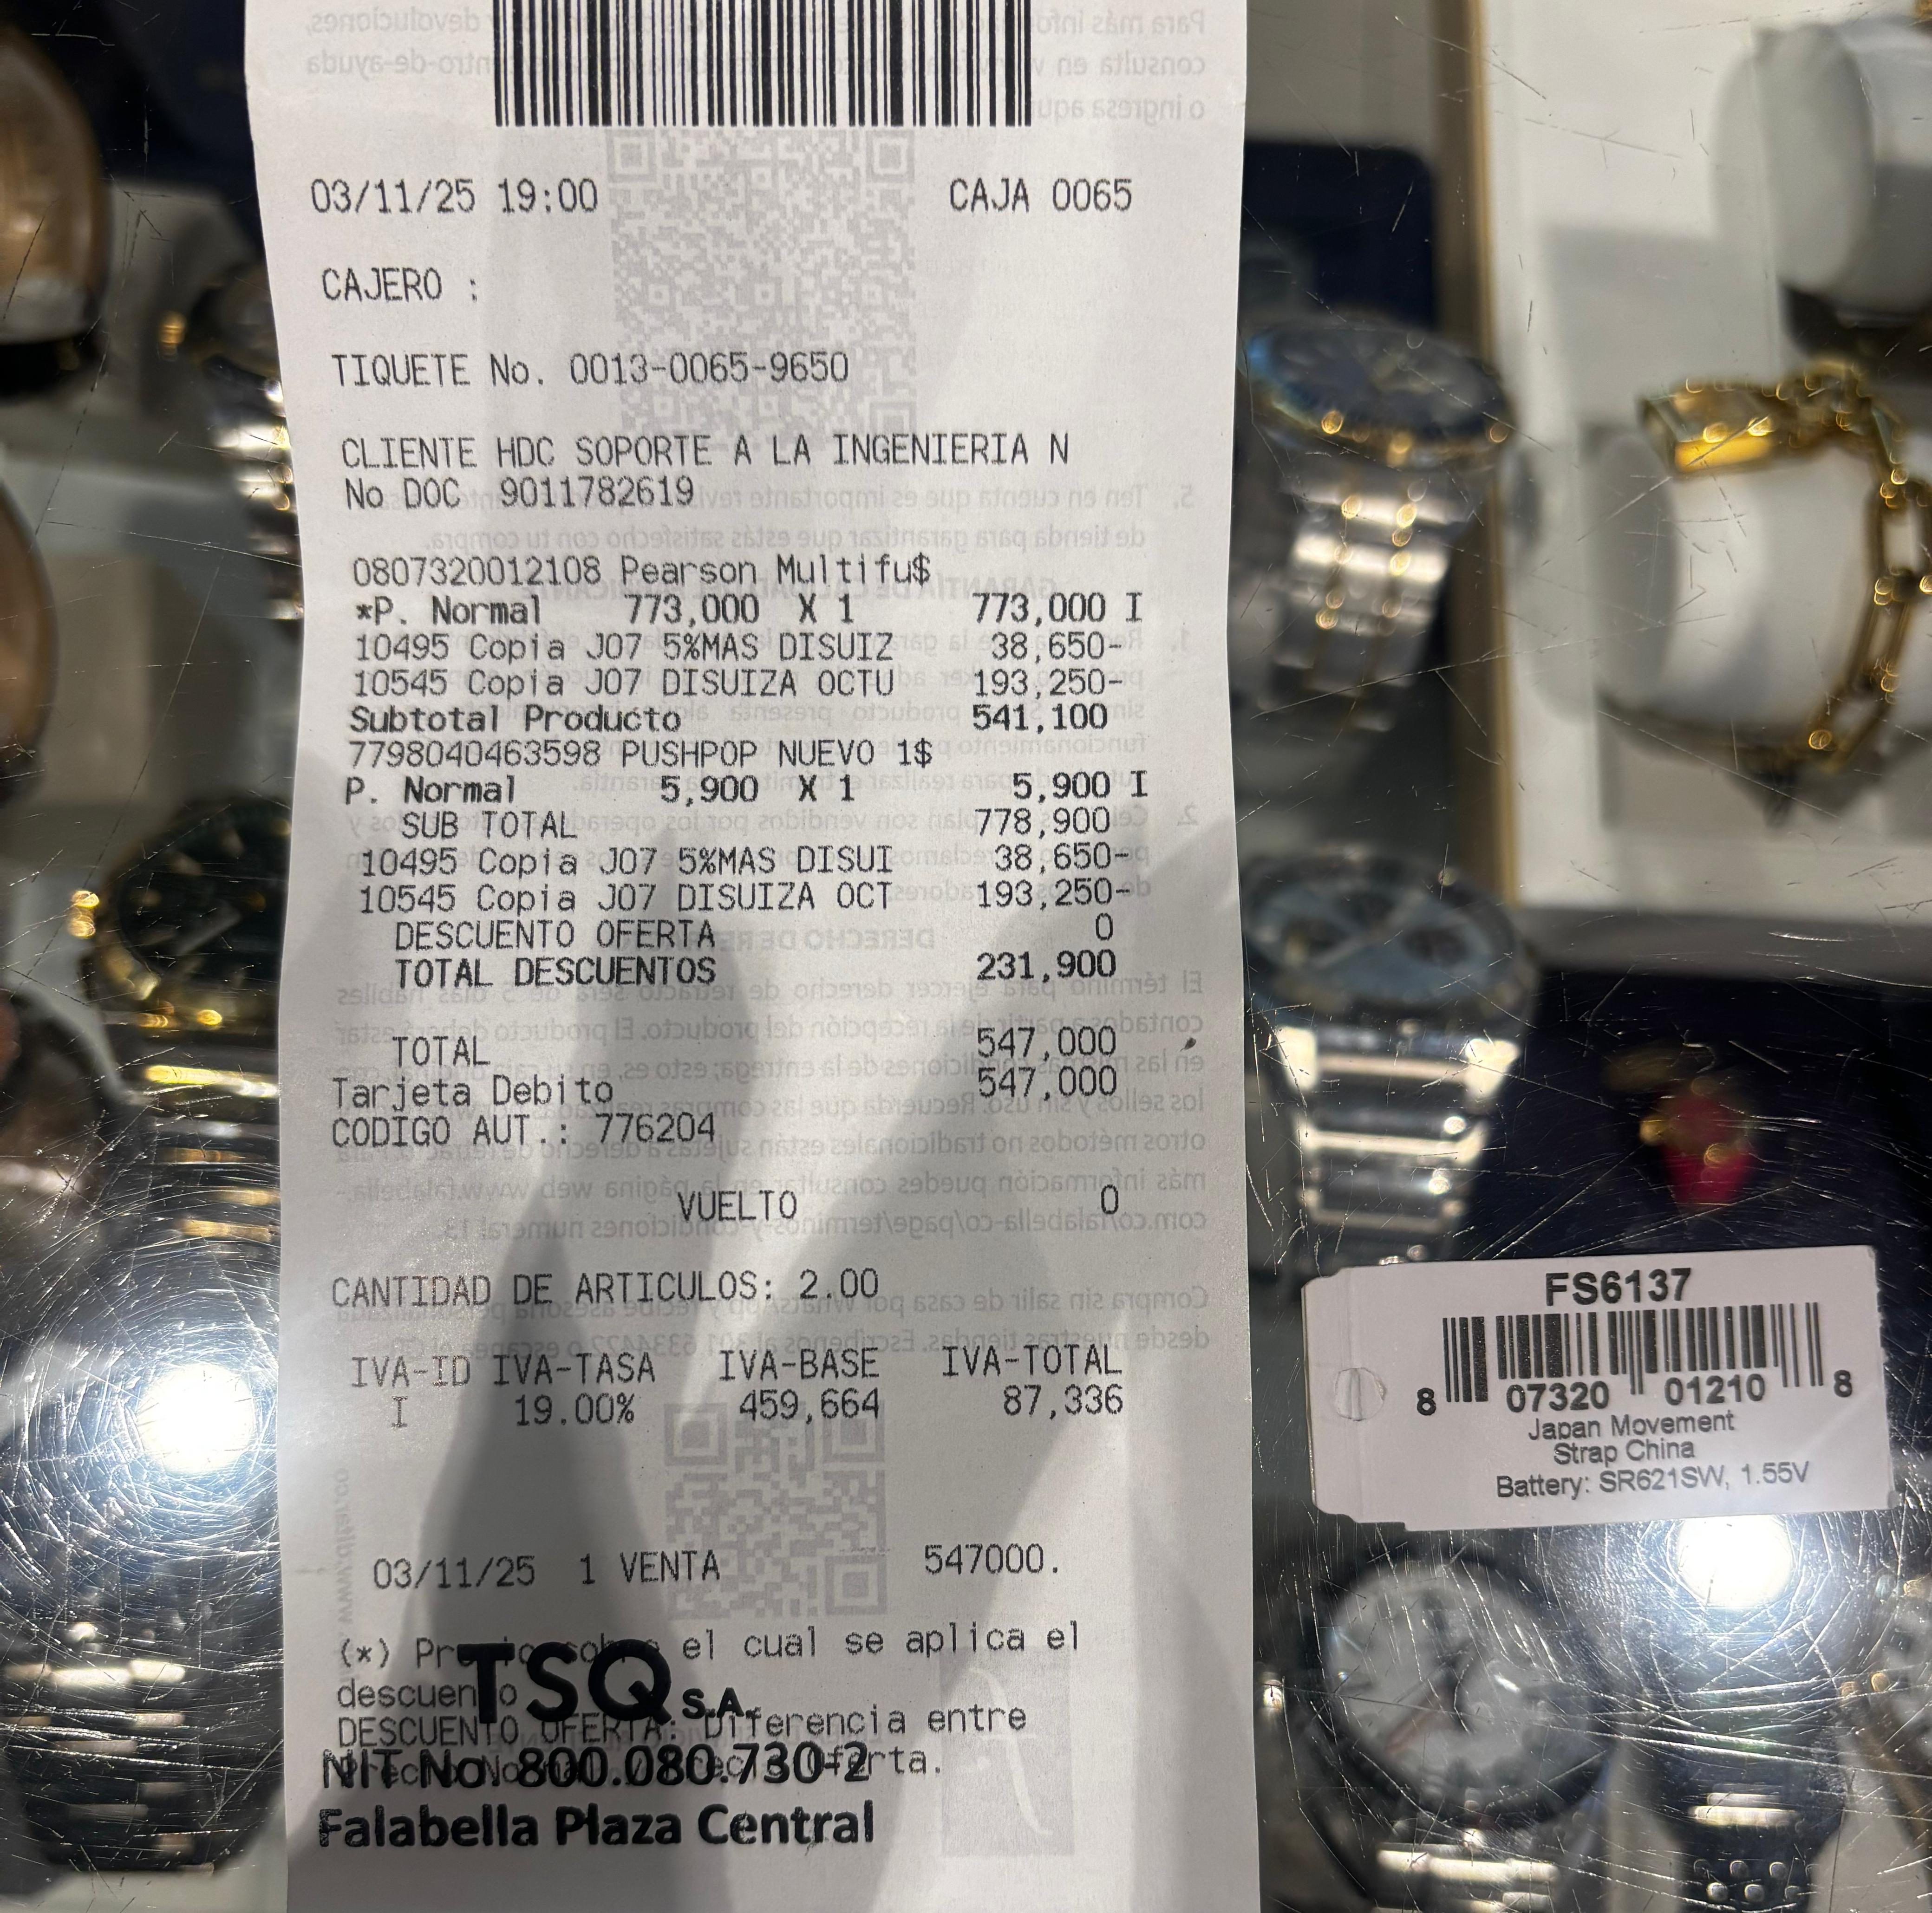 03/11/25 19:00 CAJA 0065
CAJERO :
TIQUETE No. 0013-0065-9650
CLIENTE HDC SOPORTE A LA INGENIERIA N
No DOC 9011782619
0807320012108 Pearson Multifu$
*P. Normal 773,000 X 1 773,000 I
10495 Copia J07 5%MAS DISUIZ 38,650-
10545 Copia J07 DISUIZA OCTU 193,250-
Subtotal Producto 541,100
7798040463598 PUSHPOP NUEVO 1$
P. Normal 5,900 X 1 5,900 I
SUB TOTAL 778,900
10495 Copia J07 5%MAS DISUI 38,650-
10545 Copia J07 DISUIZA OCT 193,250-
DESCUENTO OFERTA 0
TOTAL DESCUENTOS 231,900
TOTAL 547,000
Tarjeta Debito 547,000
CODIGO AUT.: 776204
VUELTO 0
CANTIDAD DE ARTICULOS: 2.00
IVA-ID IVA-TASA IVA-BASE IVA-TOTAL
I 19.00% 459,664 87,336
03/11/25 1 VENTA 547000.
(*) Precio sobre el cual se aplica el
descuento
DESCUENTO OFERTA: Diferencia entre
TSQ S.A.
NIT No. 800.080.730-2
Falabella Plaza Central
FS6137
8 07320 01210 8
Japan Movement
Strap China
Battery: SR621SW, 1.55V